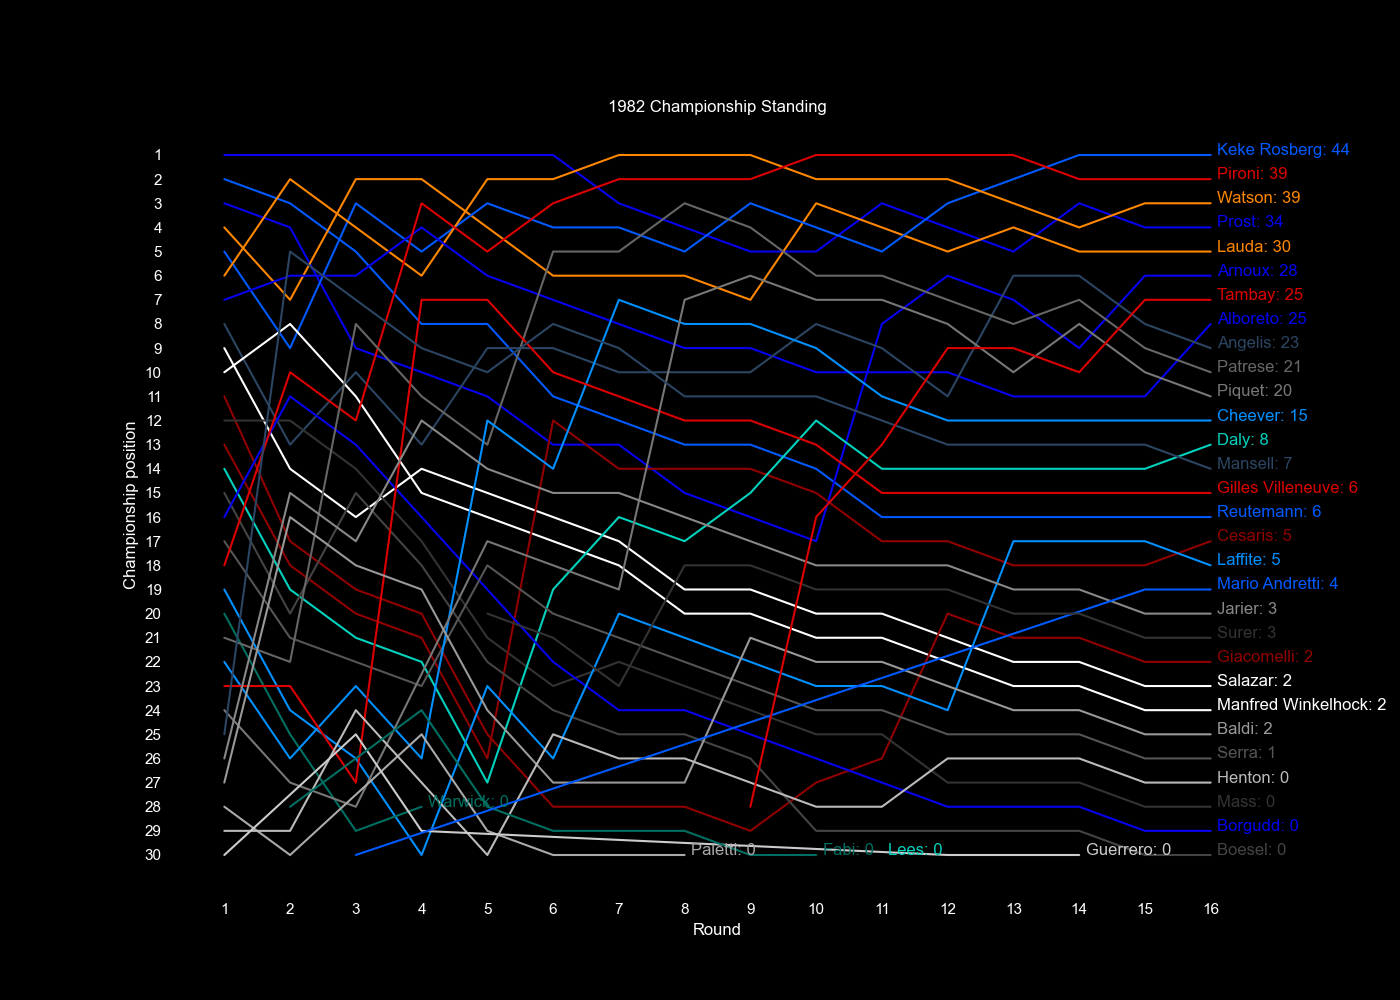 1982 Championship Standing
Championship position
1
2
3
4
5
6
7
8
9
10
11
12
13
14
15
16
17
18
19
20
21
22
23
24
25
26
27
28
29
30
Keke Rosberg: 44
Pironi: 39
Watson: 39
Prost: 34
Lauda: 30
Arnoux: 28
Tambay: 25
Alboreto: 25
Angelis: 23
Patrese: 21
Piquet: 20
Cheever: 15
Daly: 8
Mansell: 7
Gilles Villeneuve: 6
Reutemann: 6
Cesaris: 5
Laffite: 5
Mario Andretti: 4
Jarier: 3
Surer: 3
Giacomelli: 2
Salazar: 2
Manfred Winkelhock: 2
Baldi: 2
Serra: 1
Henton: 0
Mass: 0
Borgudd: 0
Boesel: 0
Warwick: 0
Paletti: 0
Fabi: 0
Lees: 0
Guerrero: 0
1 2 3 4 5 6 7 8 9 10 11 12 13 14 15 16
Round